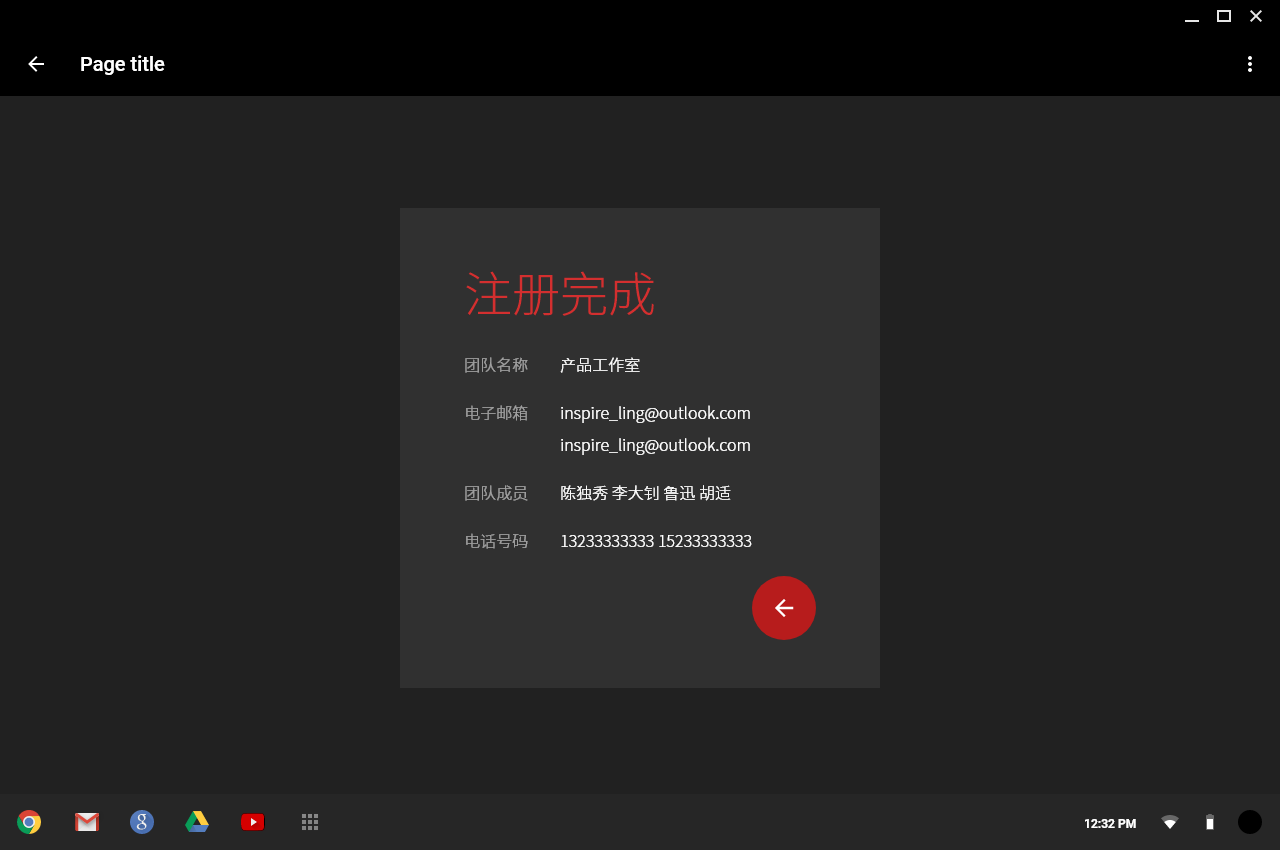 Page title
注册完成
团队名称 产品工作室
电子邮箱 inspire_ling@outlook.com
inspire_ling@outlook.com
团队成员 陈独秀 李大钊 鲁迅 胡适
电话号码 13233333333 15233333333
12:32 PM